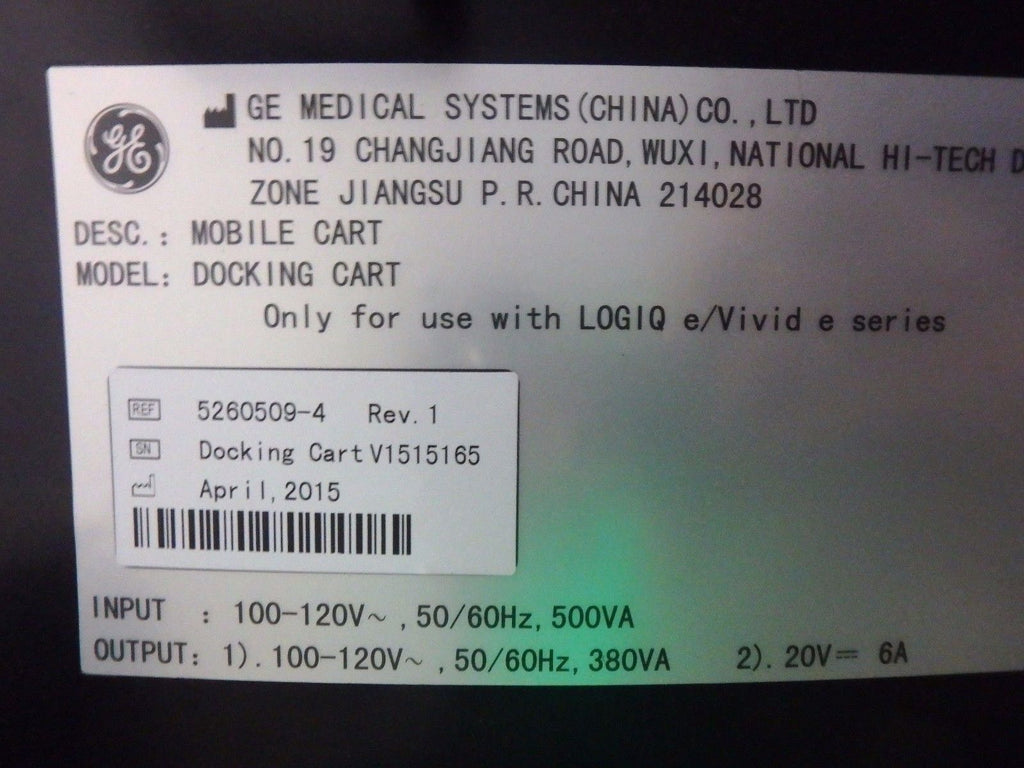 GE
GE MEDICAL SYSTEMS(CHINA)CO.,LTD
NO.19 CHANGJIANG ROAD,WUXI,NATIONAL HI-TECH
ZONE JIANGSU P.R.CHINA 214028
DESC.: MOBILE CART
MODEL: DOCKING CART
Only for use with LOGIQ e/Vivid e series
REF 5260509-4 Rev.1
SN Docking Cart V1515165
April,2015
INPUT : 100-120V~ ,50/60Hz,500VA
OUTPUT: 1).100-120V~ ,50/60Hz,380VA 2).20V⎓ 6A